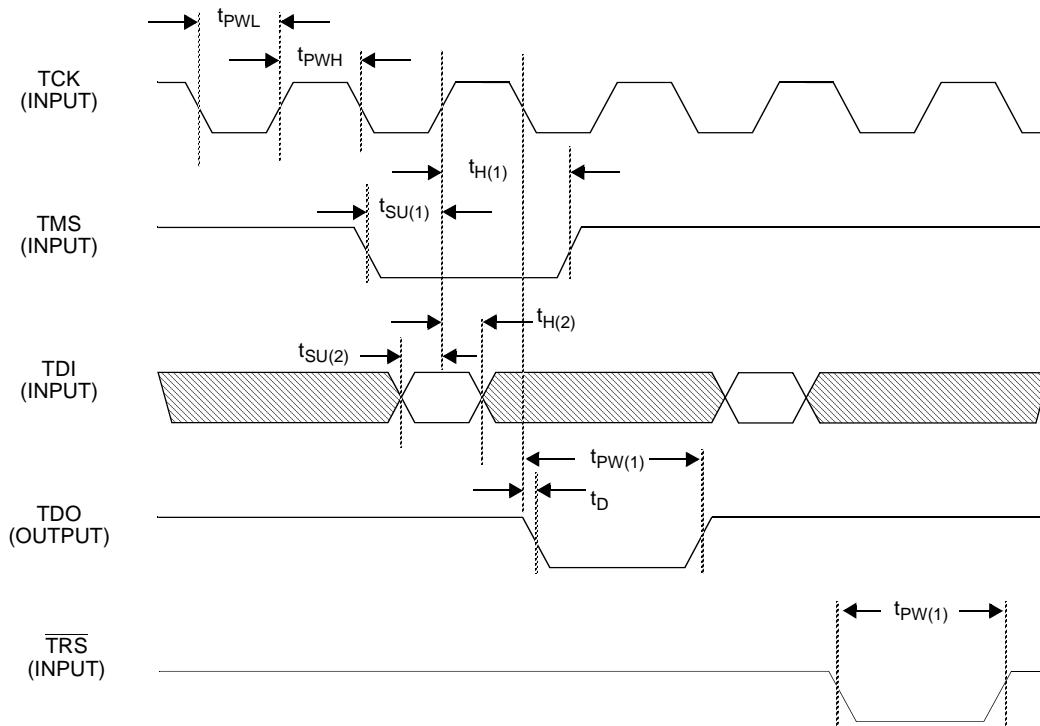 tPWL
tPWH
TCK
(INPUT)
tH(1)
tSU(1)
TMS
(INPUT)
tH(2)
tSU(2)
TDI
(INPUT)
tPW(1)
tD
TDO
(OUTPUT)
tPW(1)
T̅R̅S̅
(INPUT)